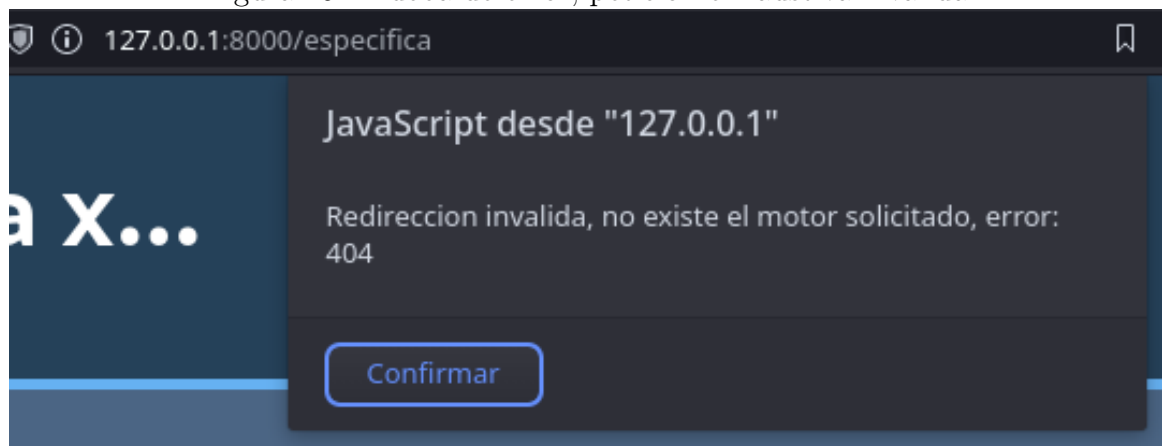 127.0.0.1:8000/especifica
JavaScript desde "127.0.0.1"
a x...
Redireccion invalida, no existe el motor solicitado, error:
404
Confirmar